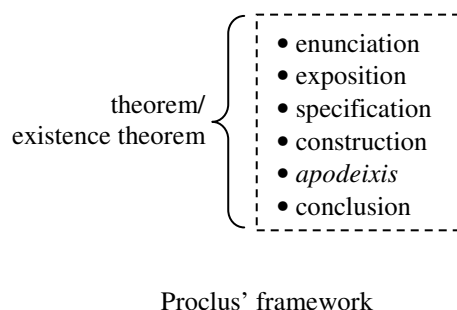 • enunciation
• exposition
theorem/
• specification
existence theorem
• construction
• apodeixis
• conclusion
Proclus’ framework